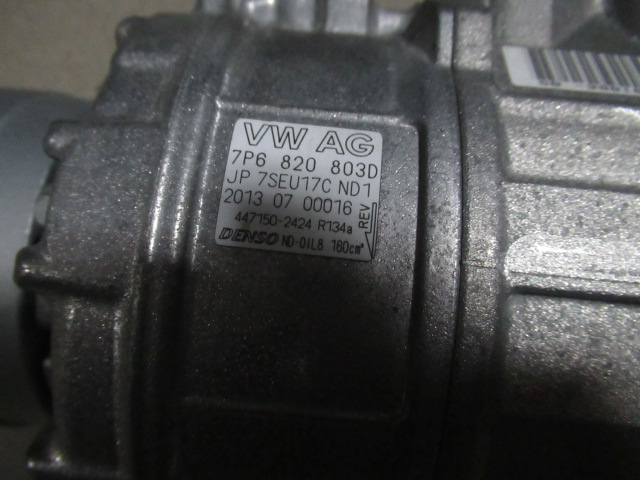 VW AG
7P6 820 803D
JP 7SEU17C ND1
2013 07 00016
REV
447150-2424 R134a
DENSO ND-OIL8 160cm³